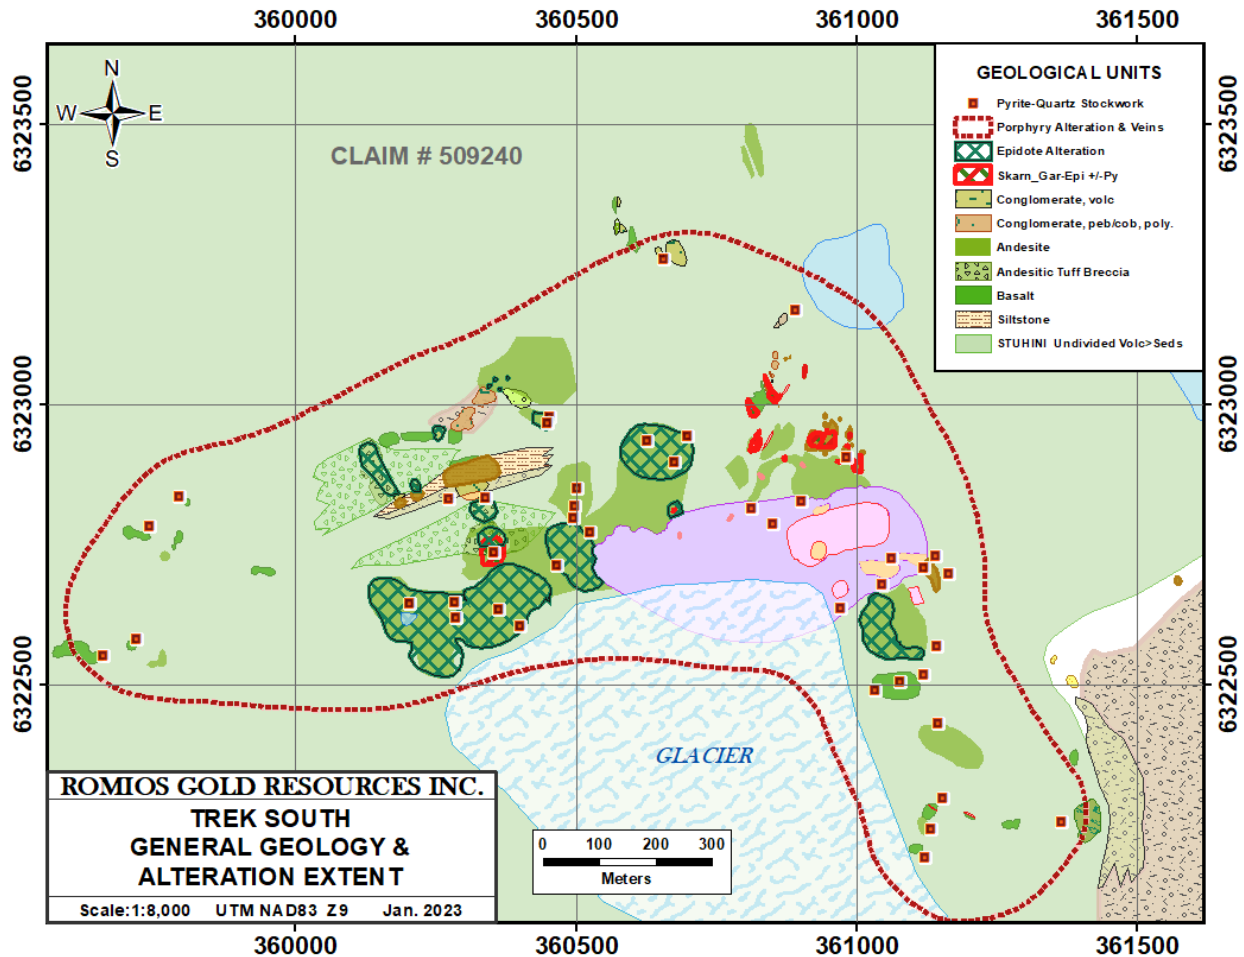 360000 360500 361000 361500
N
W E
S
6323500 6323500
CLAIM # 509240
GEOLOGICAL UNITS
Pyrite-Quartz Stockwork
Porphyry Alteration & Veins
Epidote Alteration
Skarn_Gar-Epi +/-Py
Conglomerate, volc
Conglomerate, peb/cob, poly.
Andesite
Andesitic Tuff Breccia
Basalt
Siltstone
STUHINI Undivided Volc>Seds
6323000 6323000
6322500 6322500
GLACIER
ROMIOS GOLD RESOURCES INC.
TREK SOUTH
GENERAL GEOLOGY &
ALTERATION EXTENT
Scale:1:8,000 UTM NAD83 Z9 Jan. 2023
0 100 200 300
Meters
360000 360500 361000 361500